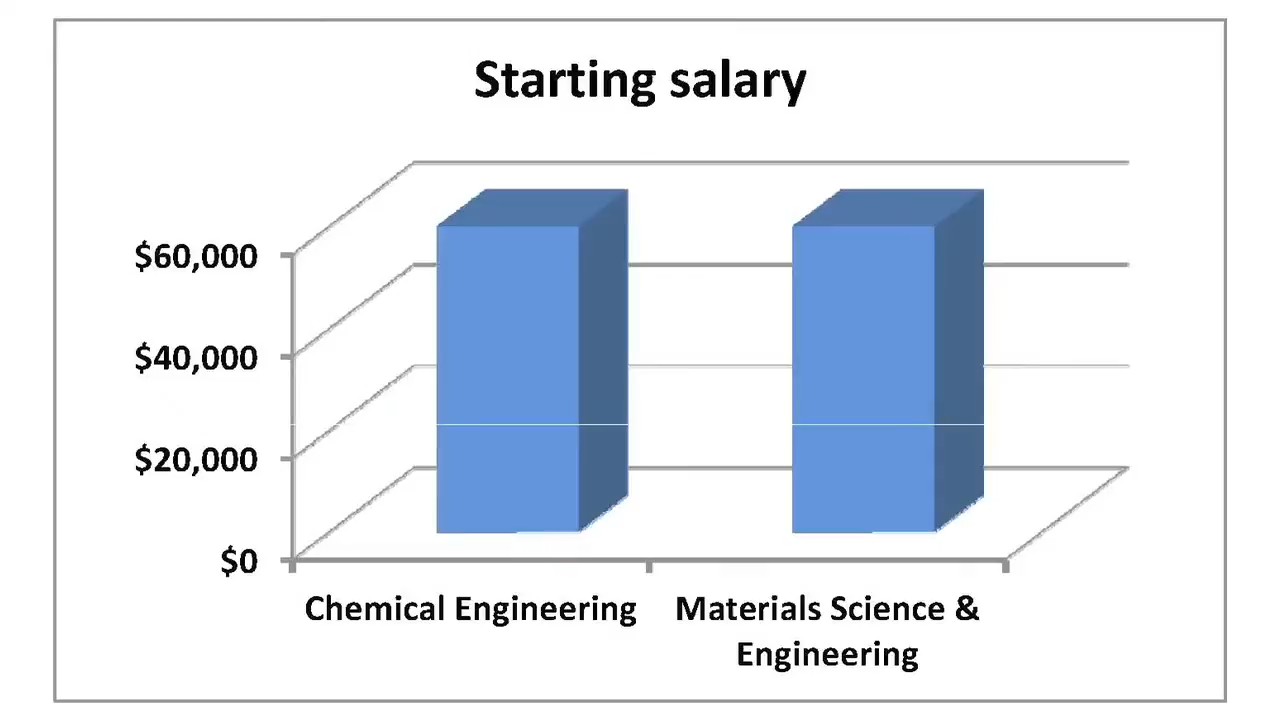 Starting salary
$60,000
$40,000
$20,000
$0
Chemical Engineering
Materials Science &
Engineering